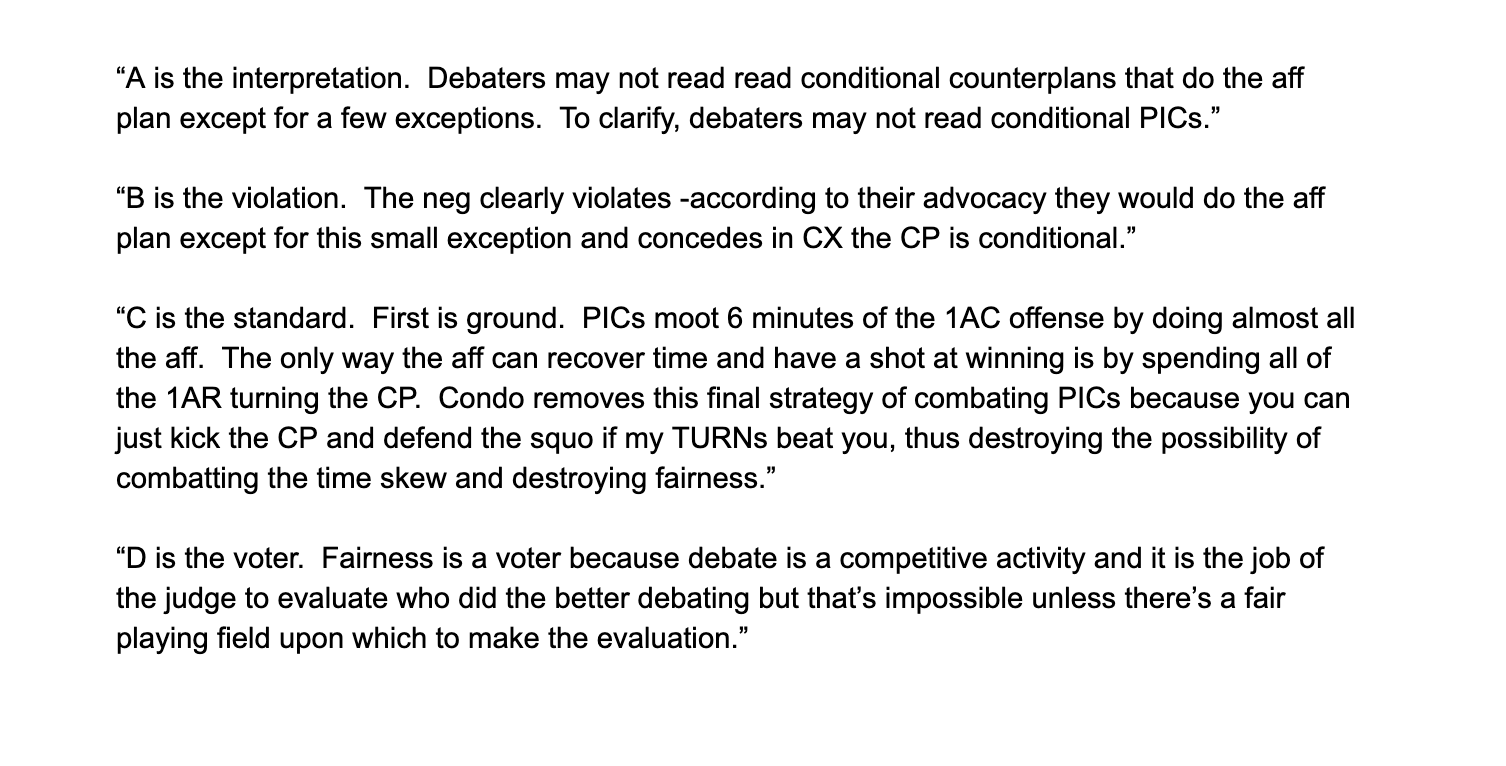 “A is the interpretation.  Debaters may not read read conditional counterplans that do the aff
plan except for a few exceptions.  To clarify, debaters may not read conditional PICs.”
“B is the violation.  The neg clearly violates -according to their advocacy they would do the aff
plan except for this small exception and concedes in CX the CP is conditional.”
“C is the standard.  First is ground.  PICs moot 6 minutes of the 1AC offense by doing almost all
the aff.  The only way the aff can recover time and have a shot at winning is by spending all of
the 1AR turning the CP.  Condo removes this final strategy of combating PICs because you can
just kick the CP and defend the squo if my TURNs beat you, thus destroying the possibility of
combatting the time skew and destroying fairness.”
“D is the voter.  Fairness is a voter because debate is a competitive activity and it is the job of
the judge to evaluate who did the better debating but that’s impossible unless there’s a fair
playing field upon which to make the evaluation.”